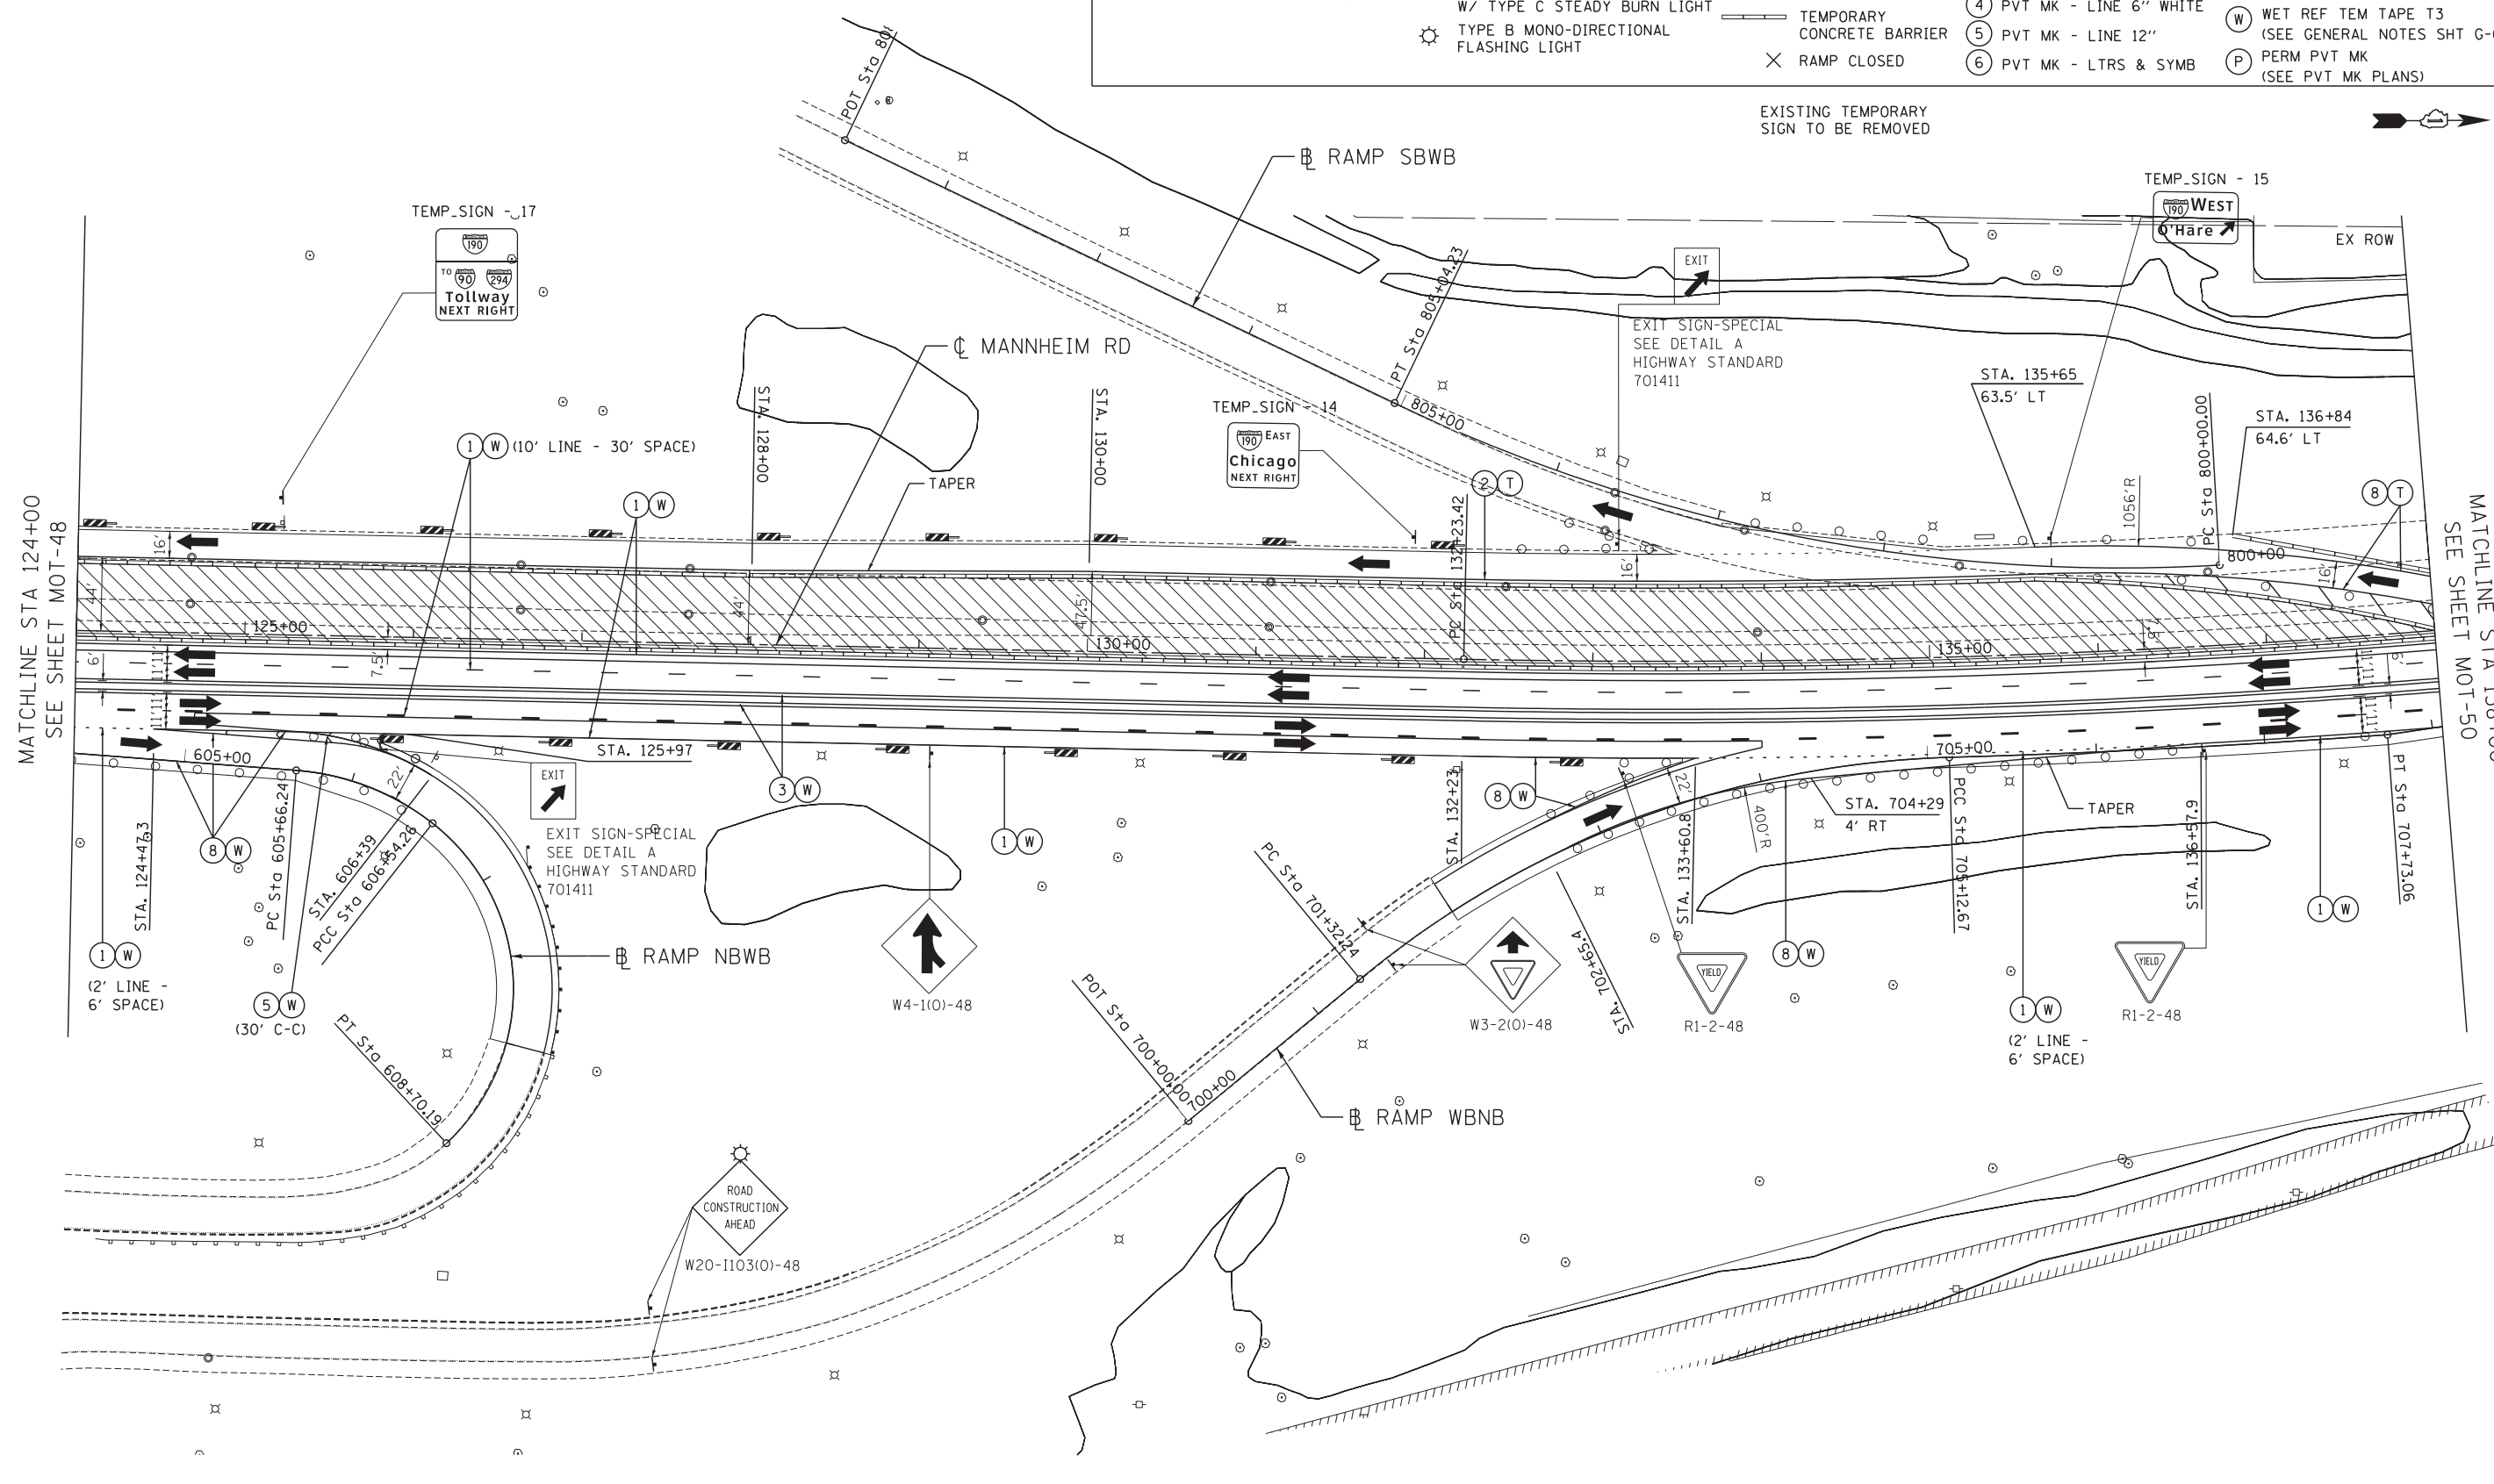 W/ TYPE C STEADY BURN LIGHT
TYPE B MONO-DIRECTIONAL
FLASHING LIGHT
TEMPORARY
CONCRETE BARRIER
RAMP CLOSED
4 PVT MK - LINE 6'' WHITE
5 PVT MK - LINE 12''
6 PVT MK - LTRS & SYMB
W WET REF TEM TAPE T3
(SEE GENERAL NOTES SHT G-
P PERM PVT MK
(SEE PVT MK PLANS)
EXISTING TEMPORARY
SIGN TO BE REMOVED
POT Sta 80
℄ RAMP SBWB
TEMP_SIGN - 15
190 WEST
O'Hare
EX ROW
TEMP_SIGN - 17
190
TO 90 294
Tollway
NEXT RIGHT
EXIT
EXIT SIGN-SPECIAL
SEE DETAIL A
HIGHWAY STANDARD
701411
PT Sta 805+04.23
805+00
℄ MANNHEIM RD
STA. 128+00
STA. 130+00
TEMP_SIGN - 14
190 EAST
Chicago
NEXT RIGHT
STA. 135+65
63.5' LT
PC Sta 800+00.00
STA. 136+84
64.6' LT
1 W (10' LINE - 30' SPACE)
TAPER
1 W
2 T
8 T
1056'R
PC Sta 132+23.42
800+00
MATCHLINE STA 124+00
SEE SHEET MOT-48
MATCHLINE STA 138+00
SEE SHEET MOT-50
16'
16'
16'
44'
44'
47.5'
125+00
130+00
135+00
6'
7.5'
11'
11'
11'
11'
11'
11'
11'
11'
6'
605+00
STA. 125+97
22'
EXIT
EXIT SIGN-SPECIAL
SEE DETAIL A
HIGHWAY STANDARD
701411
3 W
1 W
8 W
STA. 124+47.3
PC Sta 605+66.24
STA. 606+39
PCC Sta 606+54.26
8 W
STA. 132+23
22'
400'R
STA. 133+60.8
705+00
STA. 704+29
4' RT
PCC Sta 705+12.67
TAPER
STA. 136+57.9
PT Sta 707+73.06
1 W
1 W
(2' LINE -
6' SPACE)
5 W
(30' C-C)
℄ RAMP NBWB
PT Sta 608+70.19
W4-1(O)-48
PC Sta 701+32.24
POT Sta 700+00.00
700+00
W3-2(O)-48
STA. 702+65.4
YIELD
R1-2-48
8 W
1 W
(2' LINE -
6' SPACE)
YIELD
R1-2-48
℄ RAMP WBNB
ROAD
CONSTRUCTION
AHEAD
W20-I103(O)-48